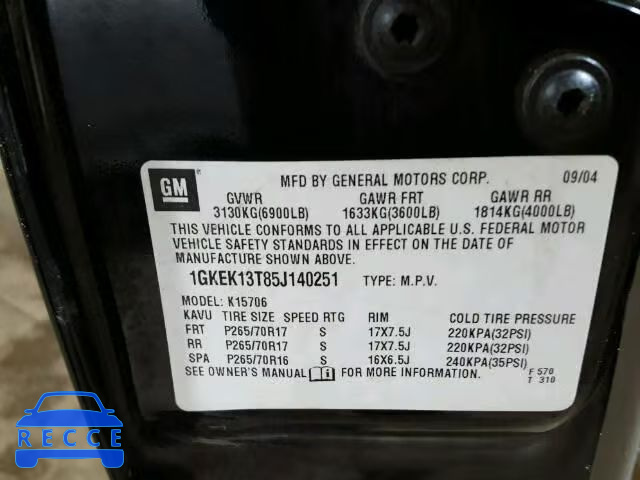 GM
MFD BY GENERAL MOTORS CORP. 09/04
GVWR GAWR FRT GAWR RR
3130KG(6900LB) 1633KG(3600LB) 1814KG(4000LB)
THIS VEHICLE CONFORMS TO ALL APPLICABLE U.S. FEDERAL MOTOR
VEHICLE SAFETY STANDARDS IN EFFECT ON THE DATE OF
MANUFACTURE SHOWN ABOVE.
1GKEK13T85J140251 TYPE: M.P.V.
MODEL: K15706
KAVU TIRE SIZE SPEED RTG RIM COLD TIRE PRESSURE
FRT P265/70R17 S 17X7.5J 220KPA(32PSI)
RR P265/70R17 S 17X7.5J 220KPA(32PSI)
SPA P265/70R16 S 16X6.5J 240KPA(35PSI)
SEE OWNER'S MANUAL FOR MORE INFORMATION. F 570
T 310
RECCE